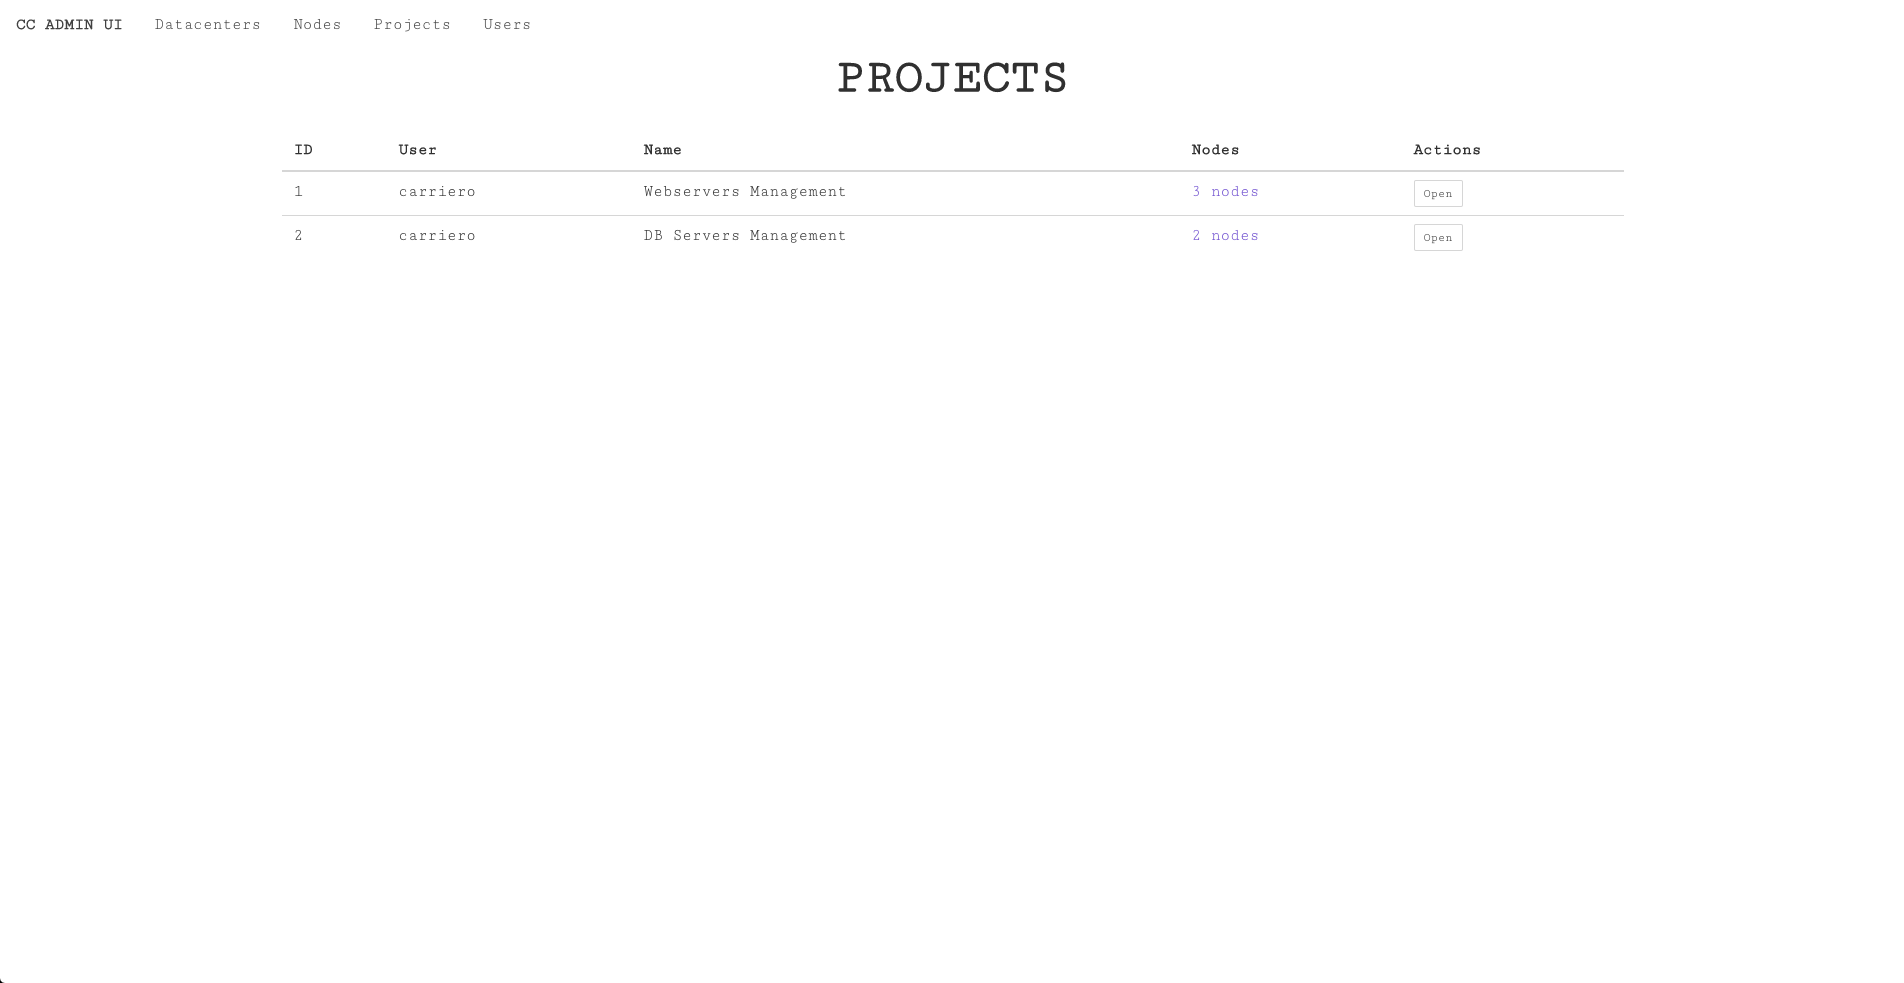 CC ADMIN UI Datacenters Nodes Projects Users
PROJECTS
ID User Name Nodes Actions
1 carriero Webservers Management 3 nodes Open
2 carriero DB Servers Management 2 nodes Open